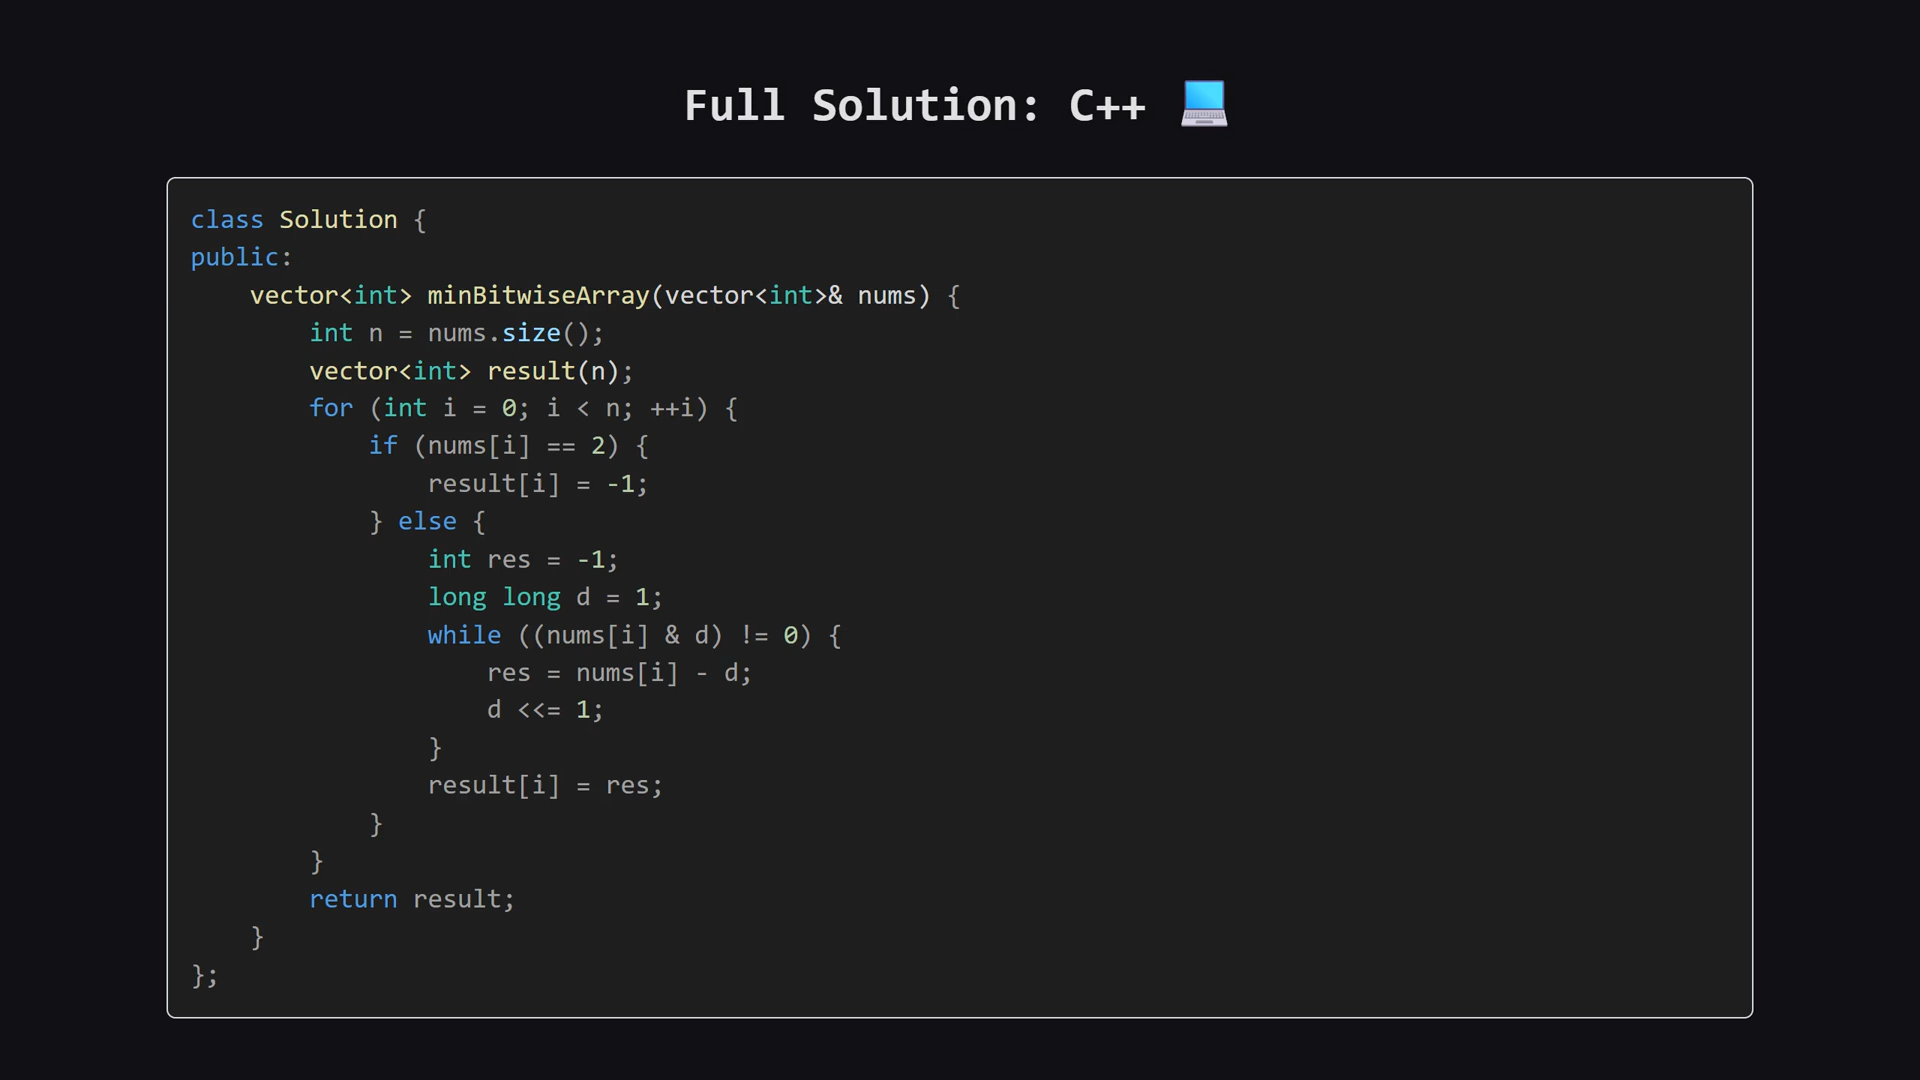 Full Solution: C++ 💻
class Solution {
public:
    vector<int> minBitwiseArray(vector<int>& nums) {
        int n = nums.size();
        vector<int> result(n);
        for (int i = 0; i < n; ++i) {
            if (nums[i] == 2) {
                result[i] = -1;
            } else {
                int res = -1;
                long long d = 1;
                while ((nums[i] & d) != 0) {
                    res = nums[i] - d;
                    d <<= 1;
                }
                result[i] = res;
            }
        }
        return result;
    }
};